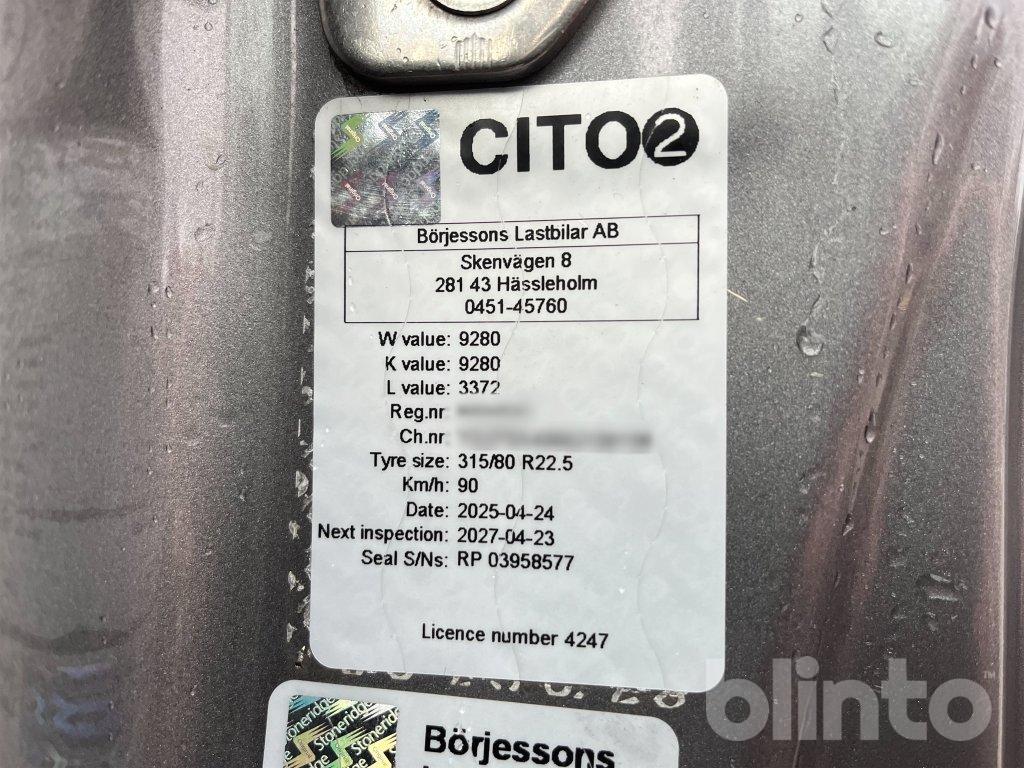 CITO2
Börjessons Lastbilar AB
Skenvägen 8
281 43 Hässleholm
0451-45760
W value: 9280
K value: 9280
L value: 3372
Reg.nr
Ch.nr
Tyre size: 315/80 R22.5
Km/h: 90
Date: 2025-04-24
Next inspection: 2027-04-23
Seal S/Ns: RP 03958577
Licence number 4247
blinto™
Stoneridge
Börjessons